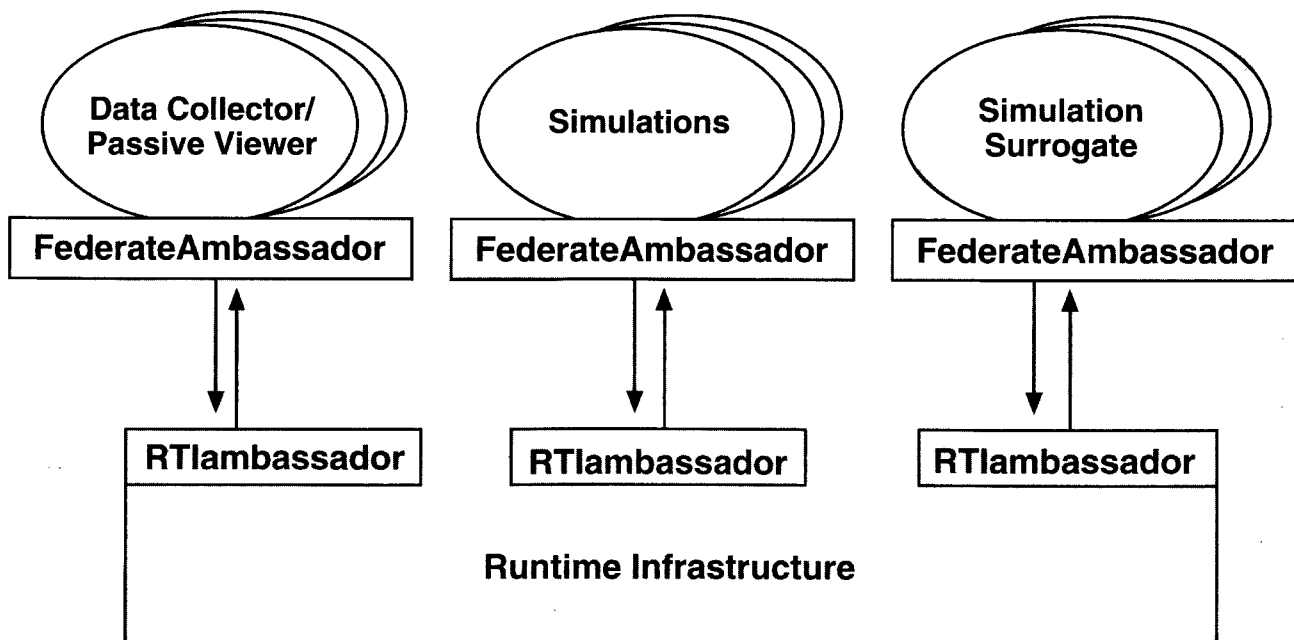 Data Collector/
Passive Viewer
Simulations
Simulation
Surrogate
FederateAmbassador
FederateAmbassador
FederateAmbassador
RTIambassador
RTIambassador
RTIambassador
Runtime Infrastructure